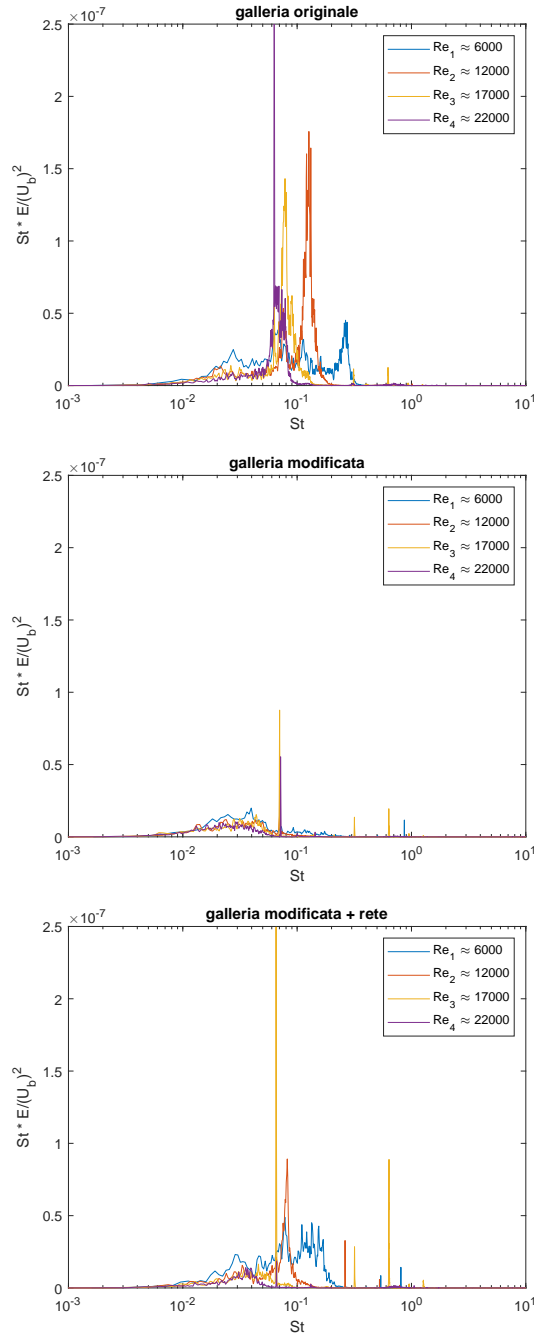 galleria originale
×10-7
2.5
2
1.5
1
0.5
0
St * E/(Ub)2
Re1 ≈ 6000
Re2 ≈ 12000
Re3 ≈ 17000
Re4 ≈ 22000
10-3 10-2 10-1 100 101
St
galleria modificata
×10-7
2.5
2
1.5
1
0.5
0
St * E/(Ub)2
Re1 ≈ 6000
Re2 ≈ 12000
Re3 ≈ 17000
Re4 ≈ 22000
10-3 10-2 10-1 100 101
St
galleria modificata + rete
×10-7
2.5
2
1.5
1
0.5
0
St * E/(Ub)2
Re1 ≈ 6000
Re2 ≈ 12000
Re3 ≈ 17000
Re4 ≈ 22000
10-3 10-2 10-1 100 101
St